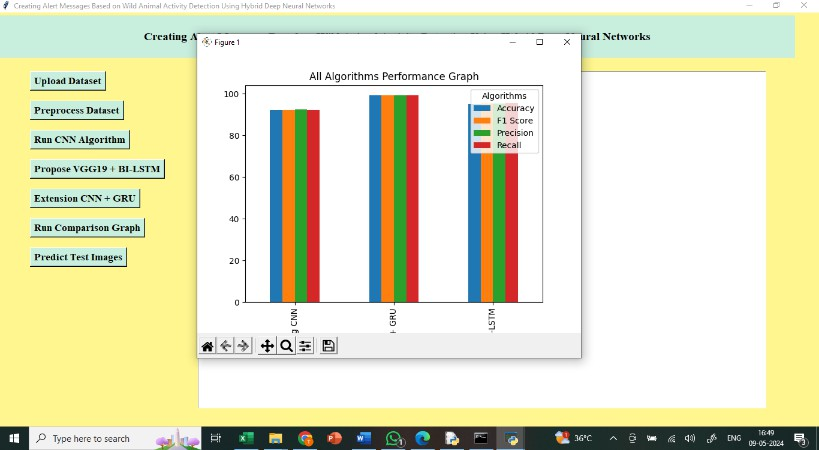 Creating Alert Messages Based on Wild Animal Activity Detection Using Hybrid Deep Neural Networks
Creating A
ural Networks
Figure 1
Upload Dataset
Preprocess Dataset
Run CNN Algorithm
Propose VGG19 + BI-LSTM
Extension CNN + GRU
Run Comparison Graph
Predict Test Images
All Algorithms Performance Graph
100
80
60
40
20
0
Algorithms
Accuracy
F1 Score
Precision
Recall
g CNN
+ GRU
-LSTM
Type here to search
36°C
ENG
16:49
09-05-2024